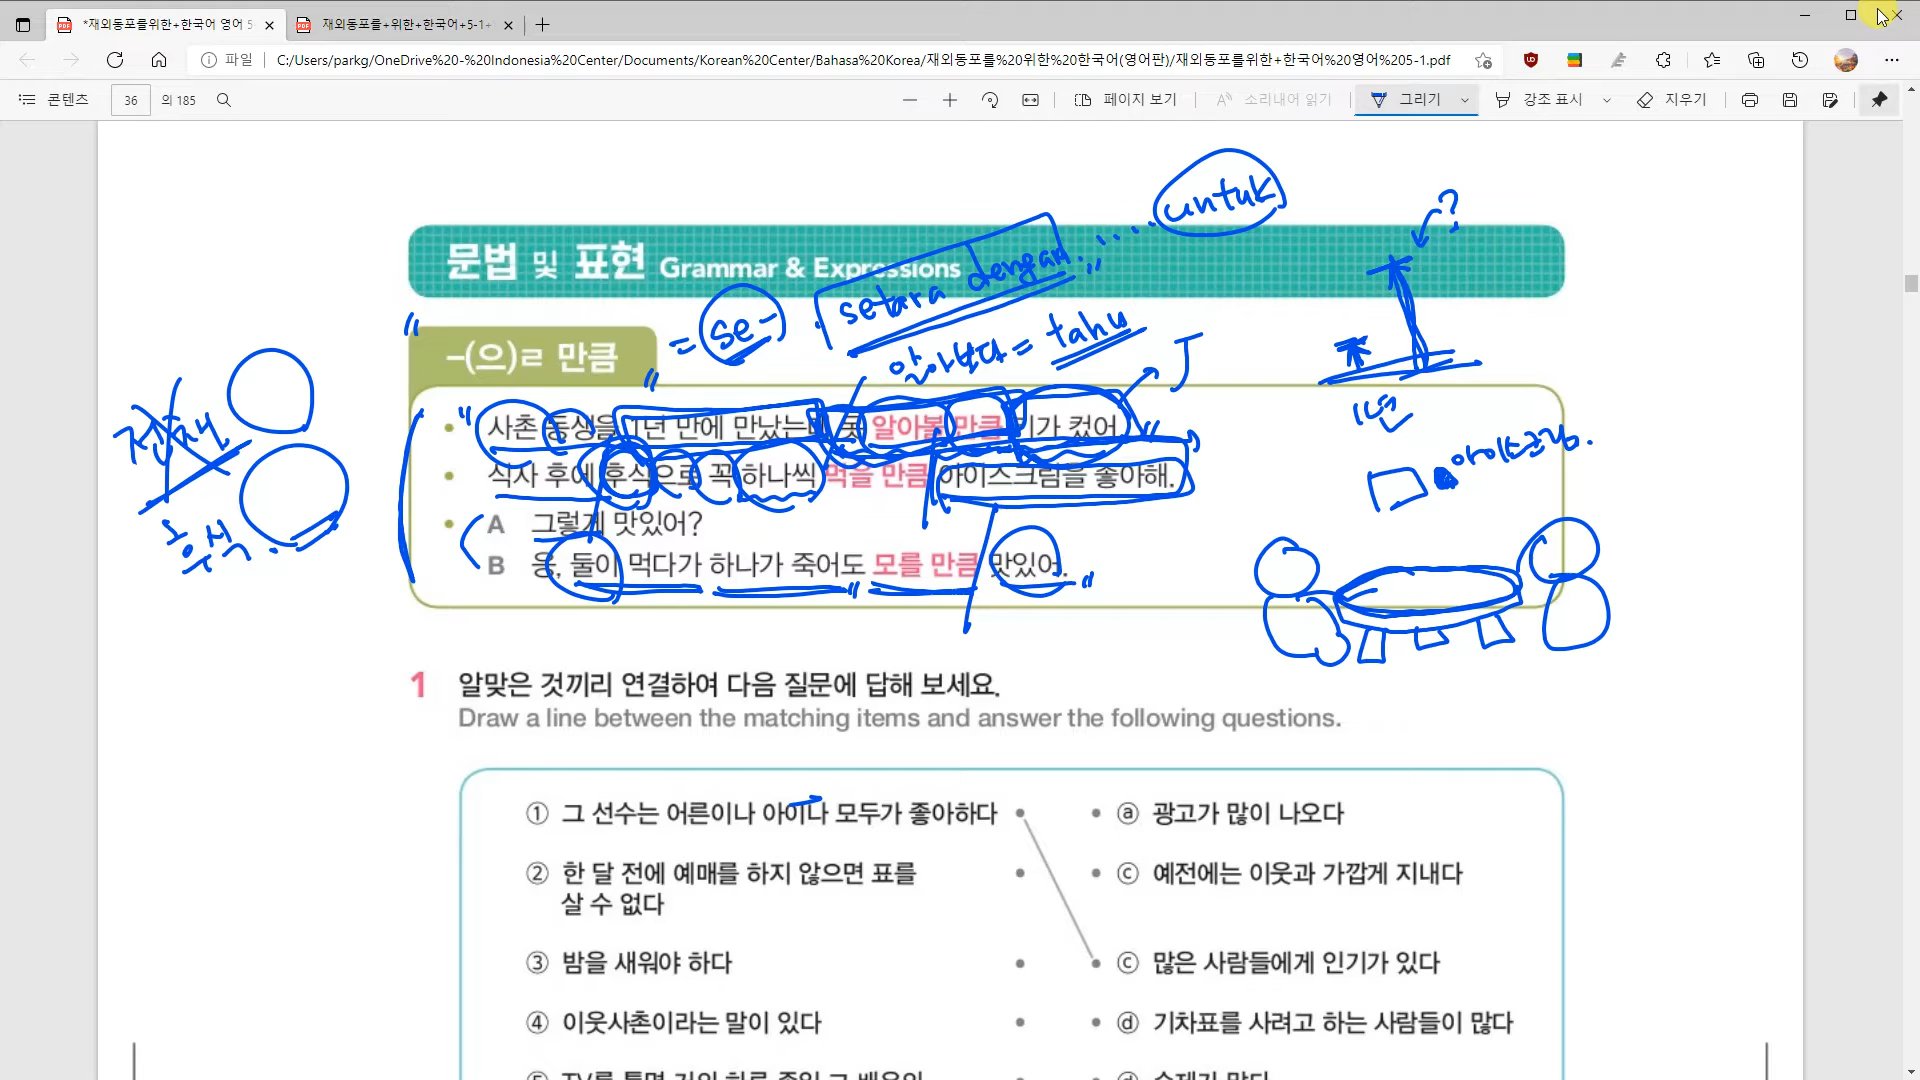 *재외동포를위한+한국어 영어 5
재외동포를+위한+한국어+5-1+
파일
C:/Users/parkg/OneDrive%20-%20Indonesia%20Center/Documents/Korean%20Center/Bahasa%20Korea/재외동포를%20위한%20한국어(영어판)/재외동포를위한+한국어%20영어%205-1.pdf
콘텐츠
36
의 185
페이지 보기
소리내어 읽기
그리기
강조 표시
지우기
untuk
?
문법 및 표현 Grammar & Expressions
setara dengan
= se-
-(으)ㄹ 만큼
알아보다 = tahu
사촌 동생을 1년 만에 만났는데 못 알아볼 만큼 키가 컸어.
1년
식사 후에 후식으로 꼭 하나씩 먹을 만큼 아이스크림을 좋아해.
아이스크림.
후식.
A 그렇게 맛있어?
B 응, 둘이 먹다가 하나가 죽어도 모를 만큼 맛있어.
1 알맞은 것끼리 연결하여 다음 질문에 답해 보세요.
Draw a line between the matching items and answer the following questions.
① 그 선수는 어른이나 아이나 모두가 좋아하다
ⓐ 광고가 많이 나오다
② 한 달 전에 예매를 하지 않으면 표를
살 수 없다
ⓒ 예전에는 이웃과 가깝게 지내다
③ 밤을 새워야 하다
ⓒ 많은 사람들에게 인기가 있다
④ 이웃사촌이라는 말이 있다
ⓓ 기차표를 사려고 하는 사람들이 많다